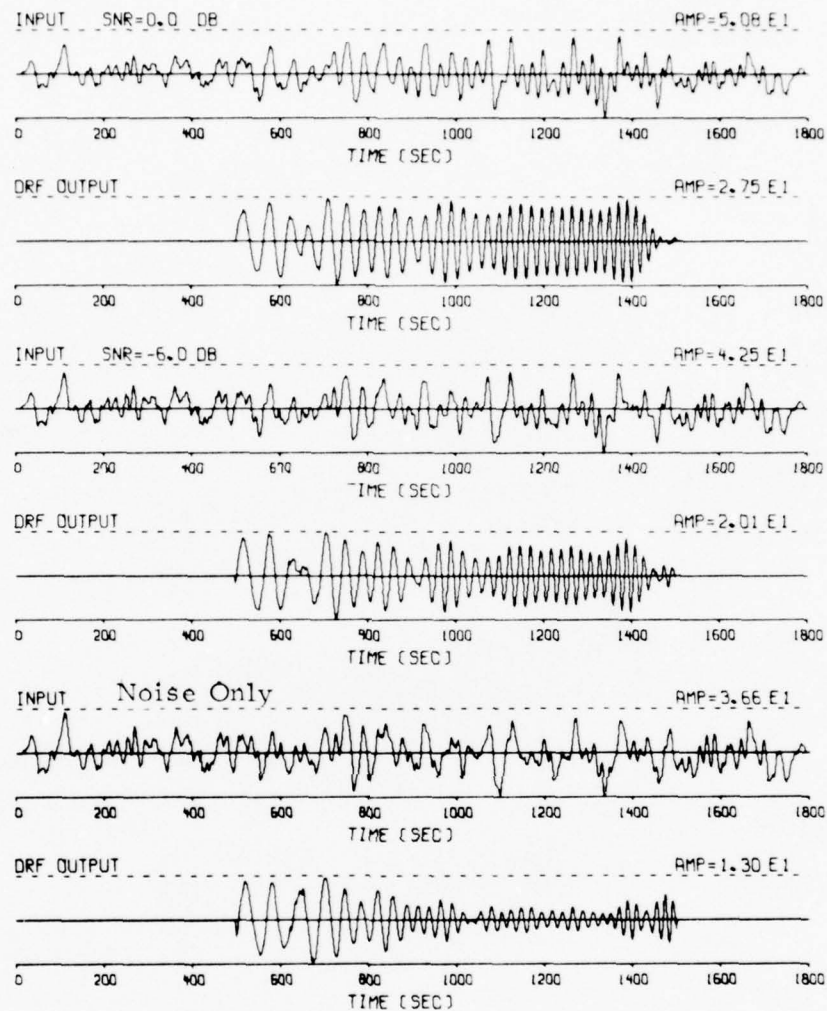 INPUT SNR=0.0 DB AMP=5.08 E1
0 200 400 600 800 1000 1200 1400 1600 1800
TIME (SEC)
DRF OUTPUT AMP=2.75 E1
0 200 400 600 800 1000 1200 1400 1600 1800
TIME (SEC)
INPUT SNR=-6.0 DB AMP=4.25 E1
0 200 400 600 800 1000 1200 1400 1600 1800
TIME (SEC)
DRF OUTPUT AMP=2.01 E1
0 200 400 600 800 1000 1200 1400 1600 1800
TIME (SEC)
INPUT Noise Only AMP=3.66 E1
0 200 400 600 800 1000 1200 1400 1600 1800
TIME (SEC)
DRF OUTPUT AMP=1.30 E1
0 200 400 600 800 1000 1200 1400 1600 1800
TIME (SEC)